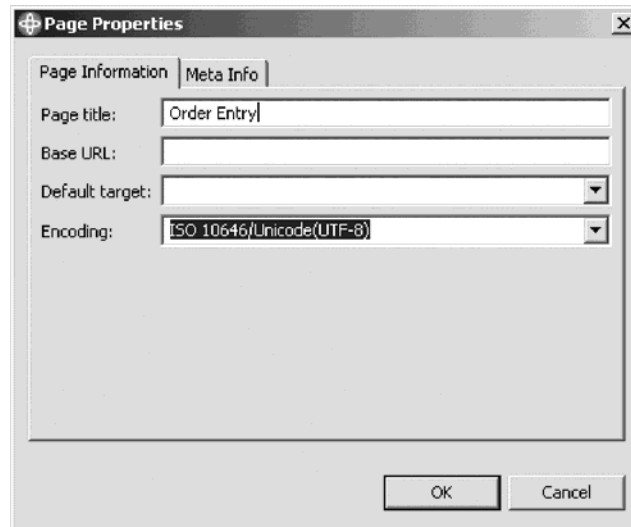 Page Properties
Page Information
Meta Info
Page title: Order Entry
Base URL:
Default target:
Encoding: ISO 10646/Unicode(UTF-8)
OK
Cancel